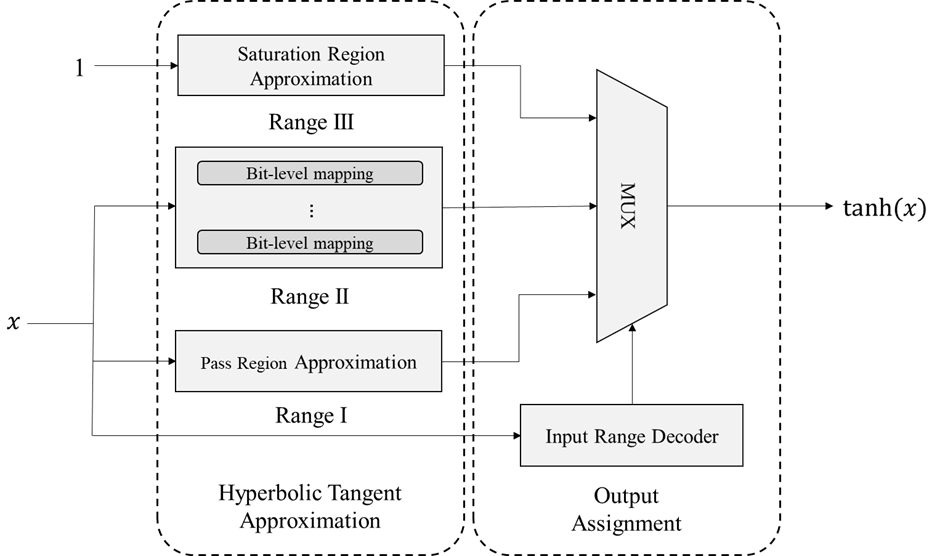 1
Saturation Region
Approximation
Range III
Bit-level mapping
⋮
Bit-level mapping
Range II
x
Pass Region Approximation
Range I
Hyperbolic Tangent
Approximation
MUX
tanh(x)
Input Range Decoder
Output
Assignment